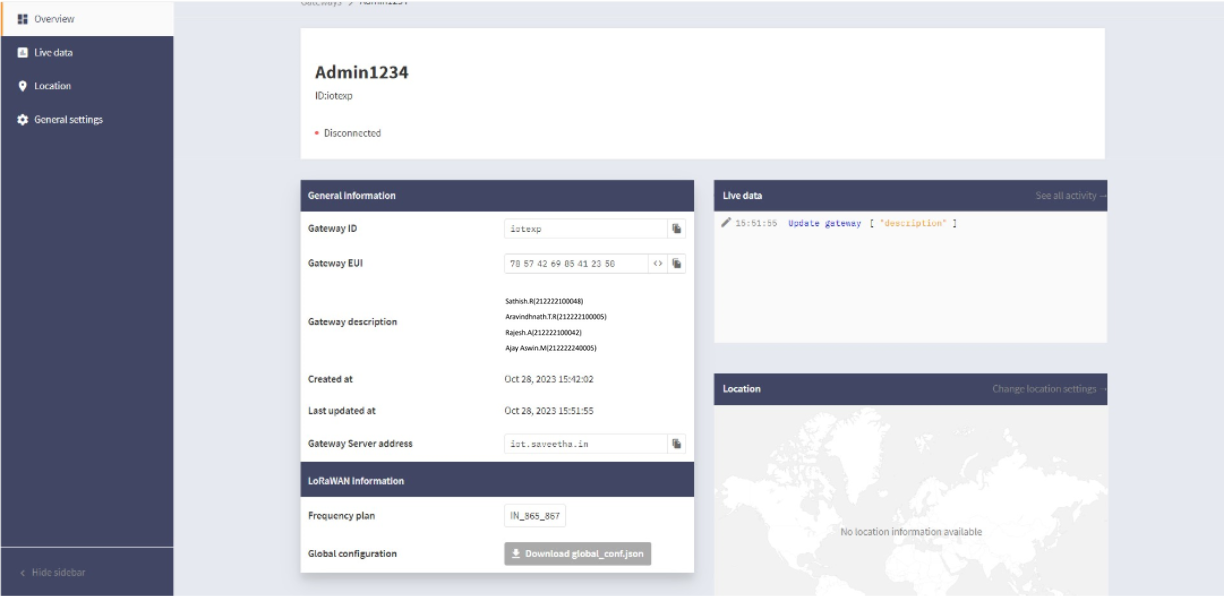 Gateways > Admin1234
Overview
Live data
Location
General settings
Hide sidebar
Admin1234
ID:iotexp
Disconnected
General information
Gateway ID
iotexp
Gateway EUI
78 57 42 69 85 41 23 50
<>
Gateway description
Sathish.R(212222100048)
Aravindhnath.T.R(212222100005)
Rajesh.A(212222100042)
Ajay Aswin.M(212222240005)
Created at
Oct 28, 2023 15:42:02
Last updated at
Oct 28, 2023 15:51:55
Gateway Server address
iot.saveetha.in
LoRaWAN information
Frequency plan
IN_865_867
Global configuration
Download global_conf.json
Live data
See all activity →
15:51:55 Update gateway [ "description" ]
Location
Change location settings →
No location information available